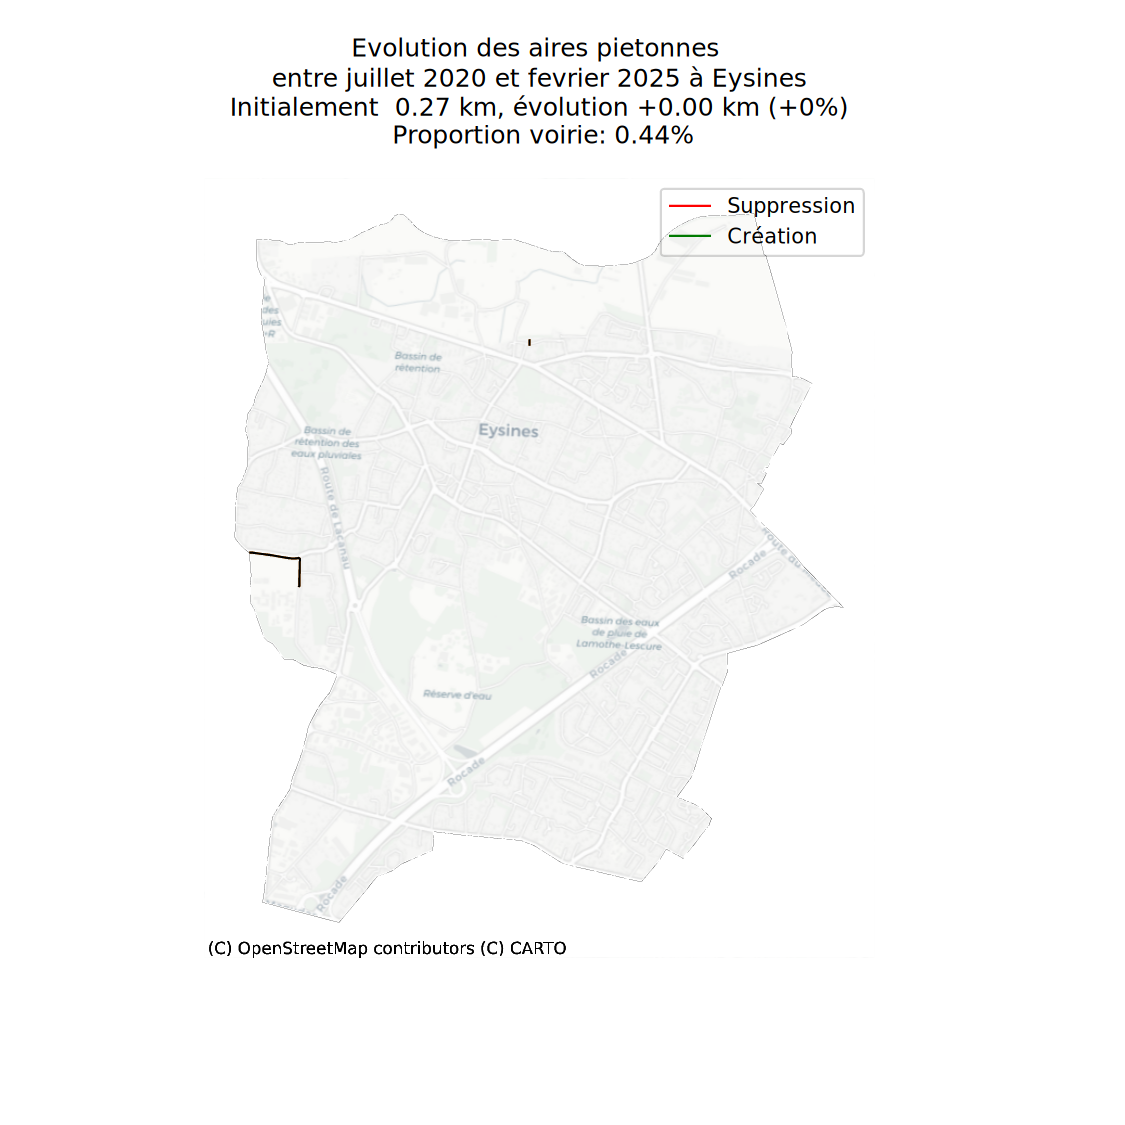 Evolution des aires pietonnes
entre juillet 2020 et fevrier 2025 à Eysines
Initialement  0.27 km, évolution +0.00 km (+0%)
Proportion voirie: 0.44%
Suppression
Création
Bassin de
rétention
Eysines
Bassin de
rétention des
eaux pluviales
Route de Lacanau
Rocade
Bassin des eaux
de pluie de
Lamothe-Lescure
Rocade
Réserve d'eau
Rocade
Rocade
(C) OpenStreetMap contributors (C) CARTO